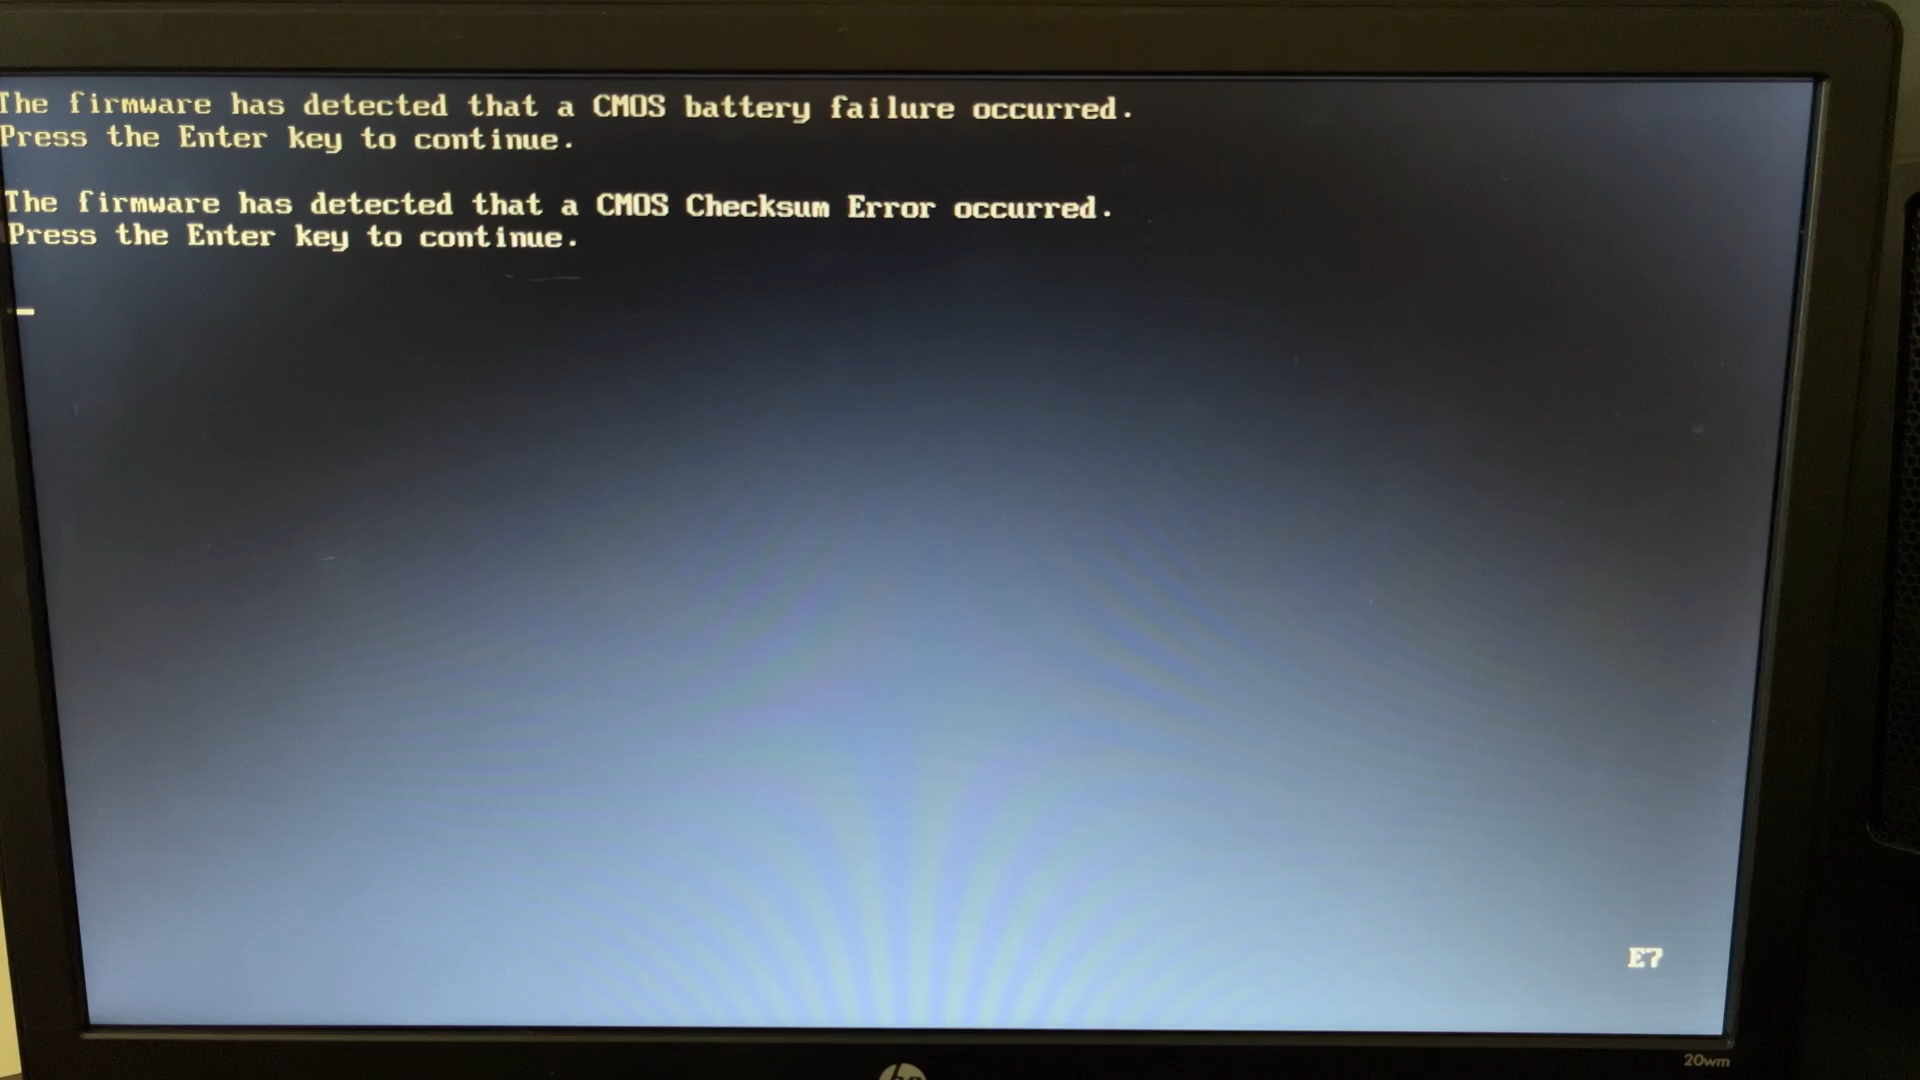 The firmware has detected that a CMOS battery failure occurred.
Press the Enter key to continue.
The firmware has detected that a CMOS Checksum Error occurred.
Press the Enter key to continue.
E7
hp
20wm